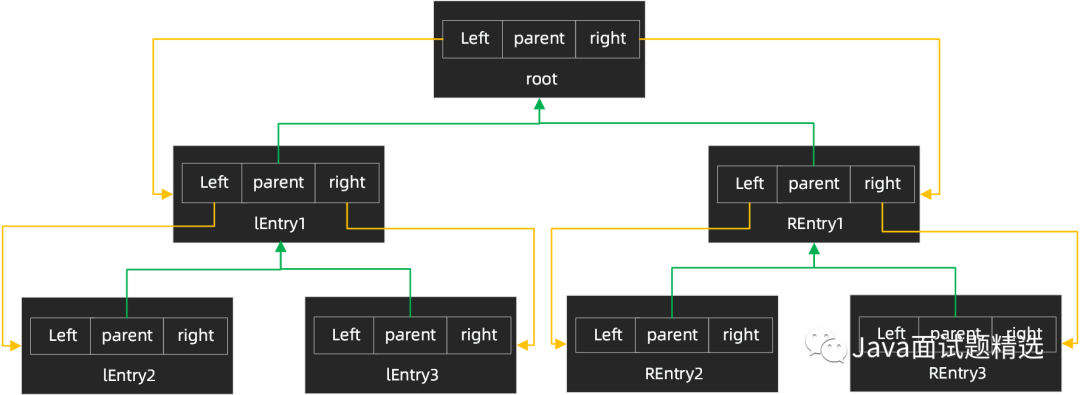 Left parent right
root
Left parent right
lEntry1
Left parent right
REntry1
Left parent right
lEntry2
Left parent right
lEntry3
Left parent right
REntry2
Left parent right
REntry3
Java面试题精选